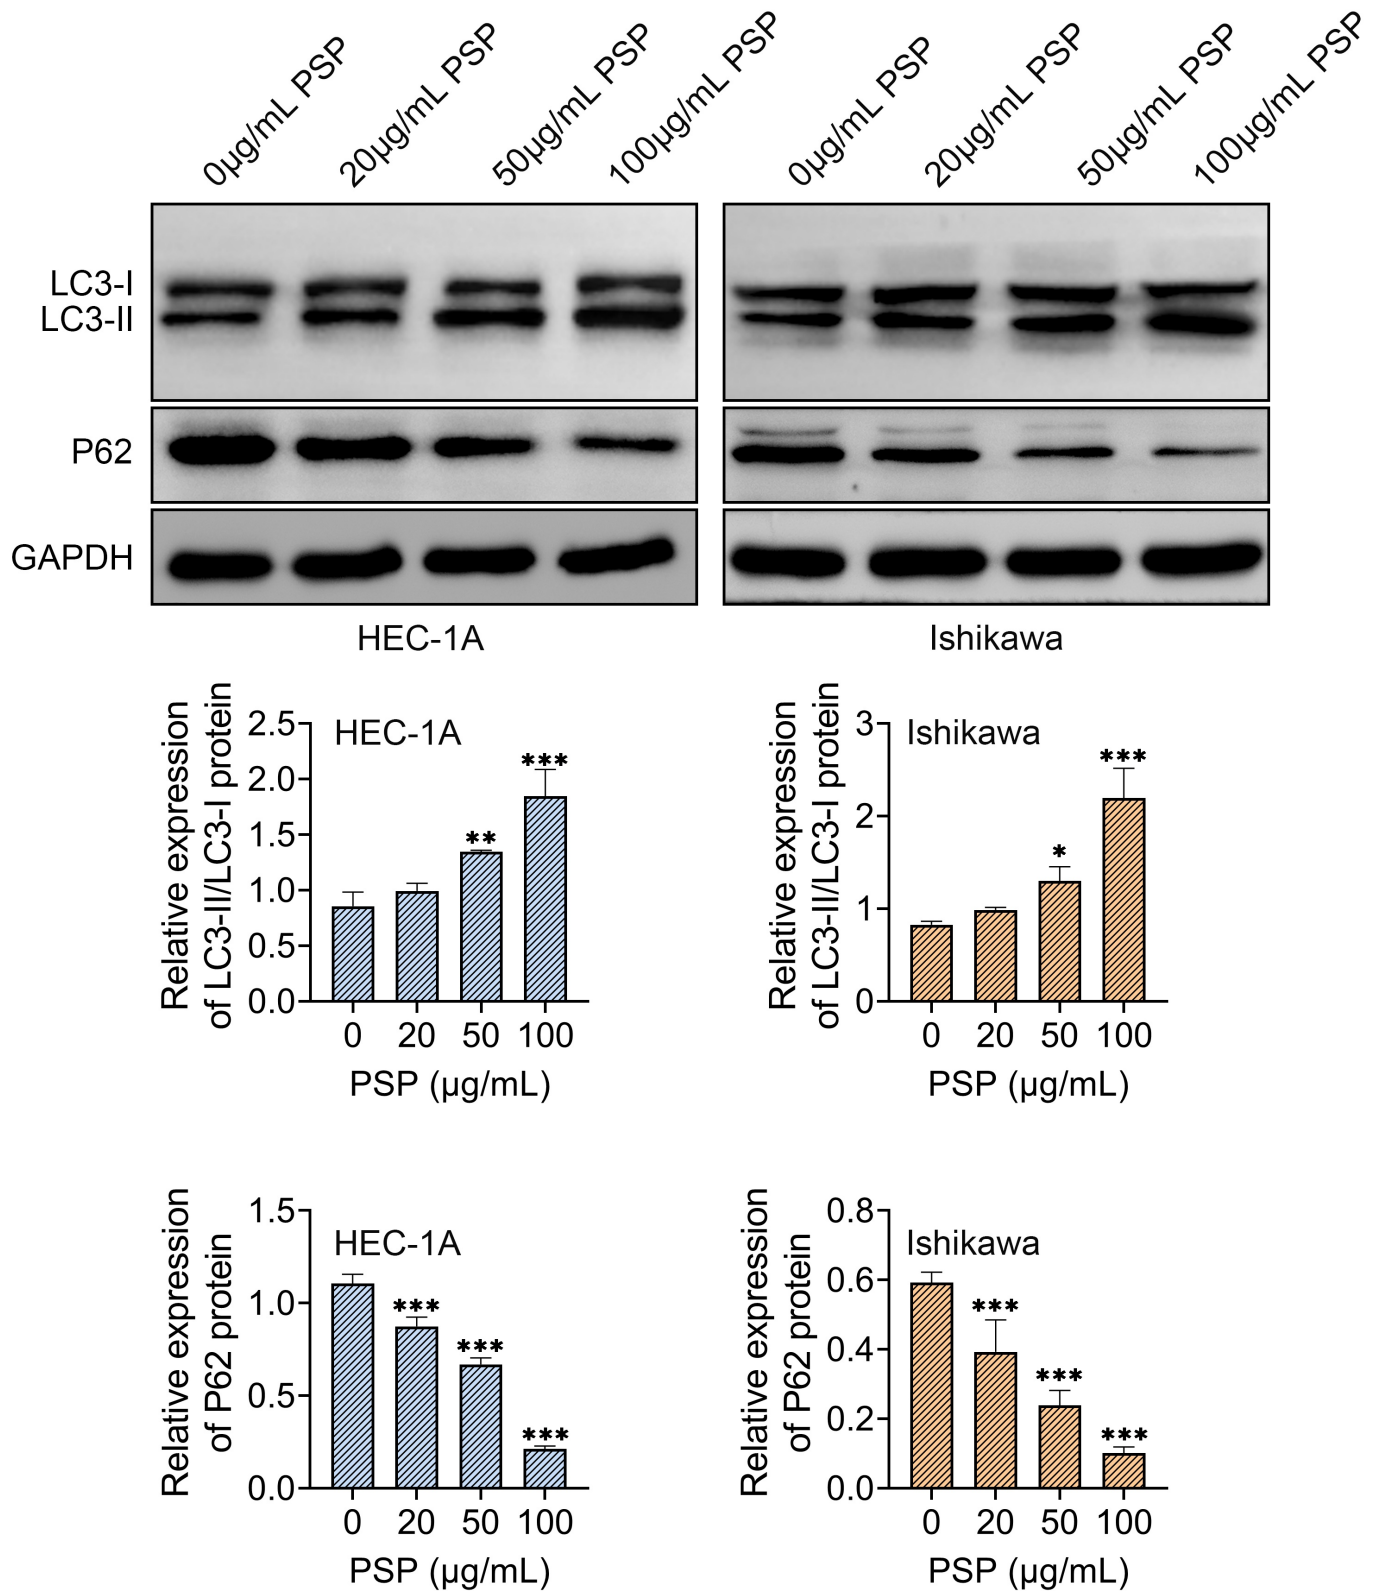 0µg/mL PSP
20µg/mL PSP
50µg/mL PSP
100µg/mL PSP
0µg/mL PSP
20µg/mL PSP
50µg/mL PSP
100µg/mL PSP
LC3-I
LC3-II
P62
GAPDH
HEC-1A
Ishikawa
Relative expression
of LC3-II/LC3-I protein
2.5
2.0
1.5
1.0
0.5
0.0
HEC-1A
**
***
0 20 50 100
PSP (µg/mL)
Relative expression
of LC3-II/LC3-I protein
3
2
1
0
Ishikawa
*
***
0 20 50 100
PSP (µg/mL)
Relative expression
of P62 protein
1.5
1.0
0.5
0.0
HEC-1A
***
***
***
0 20 50 100
PSP (µg/mL)
Relative expression
of P62 protein
0.8
0.6
0.4
0.2
0.0
Ishikawa
***
***
***
0 20 50 100
PSP (µg/mL)